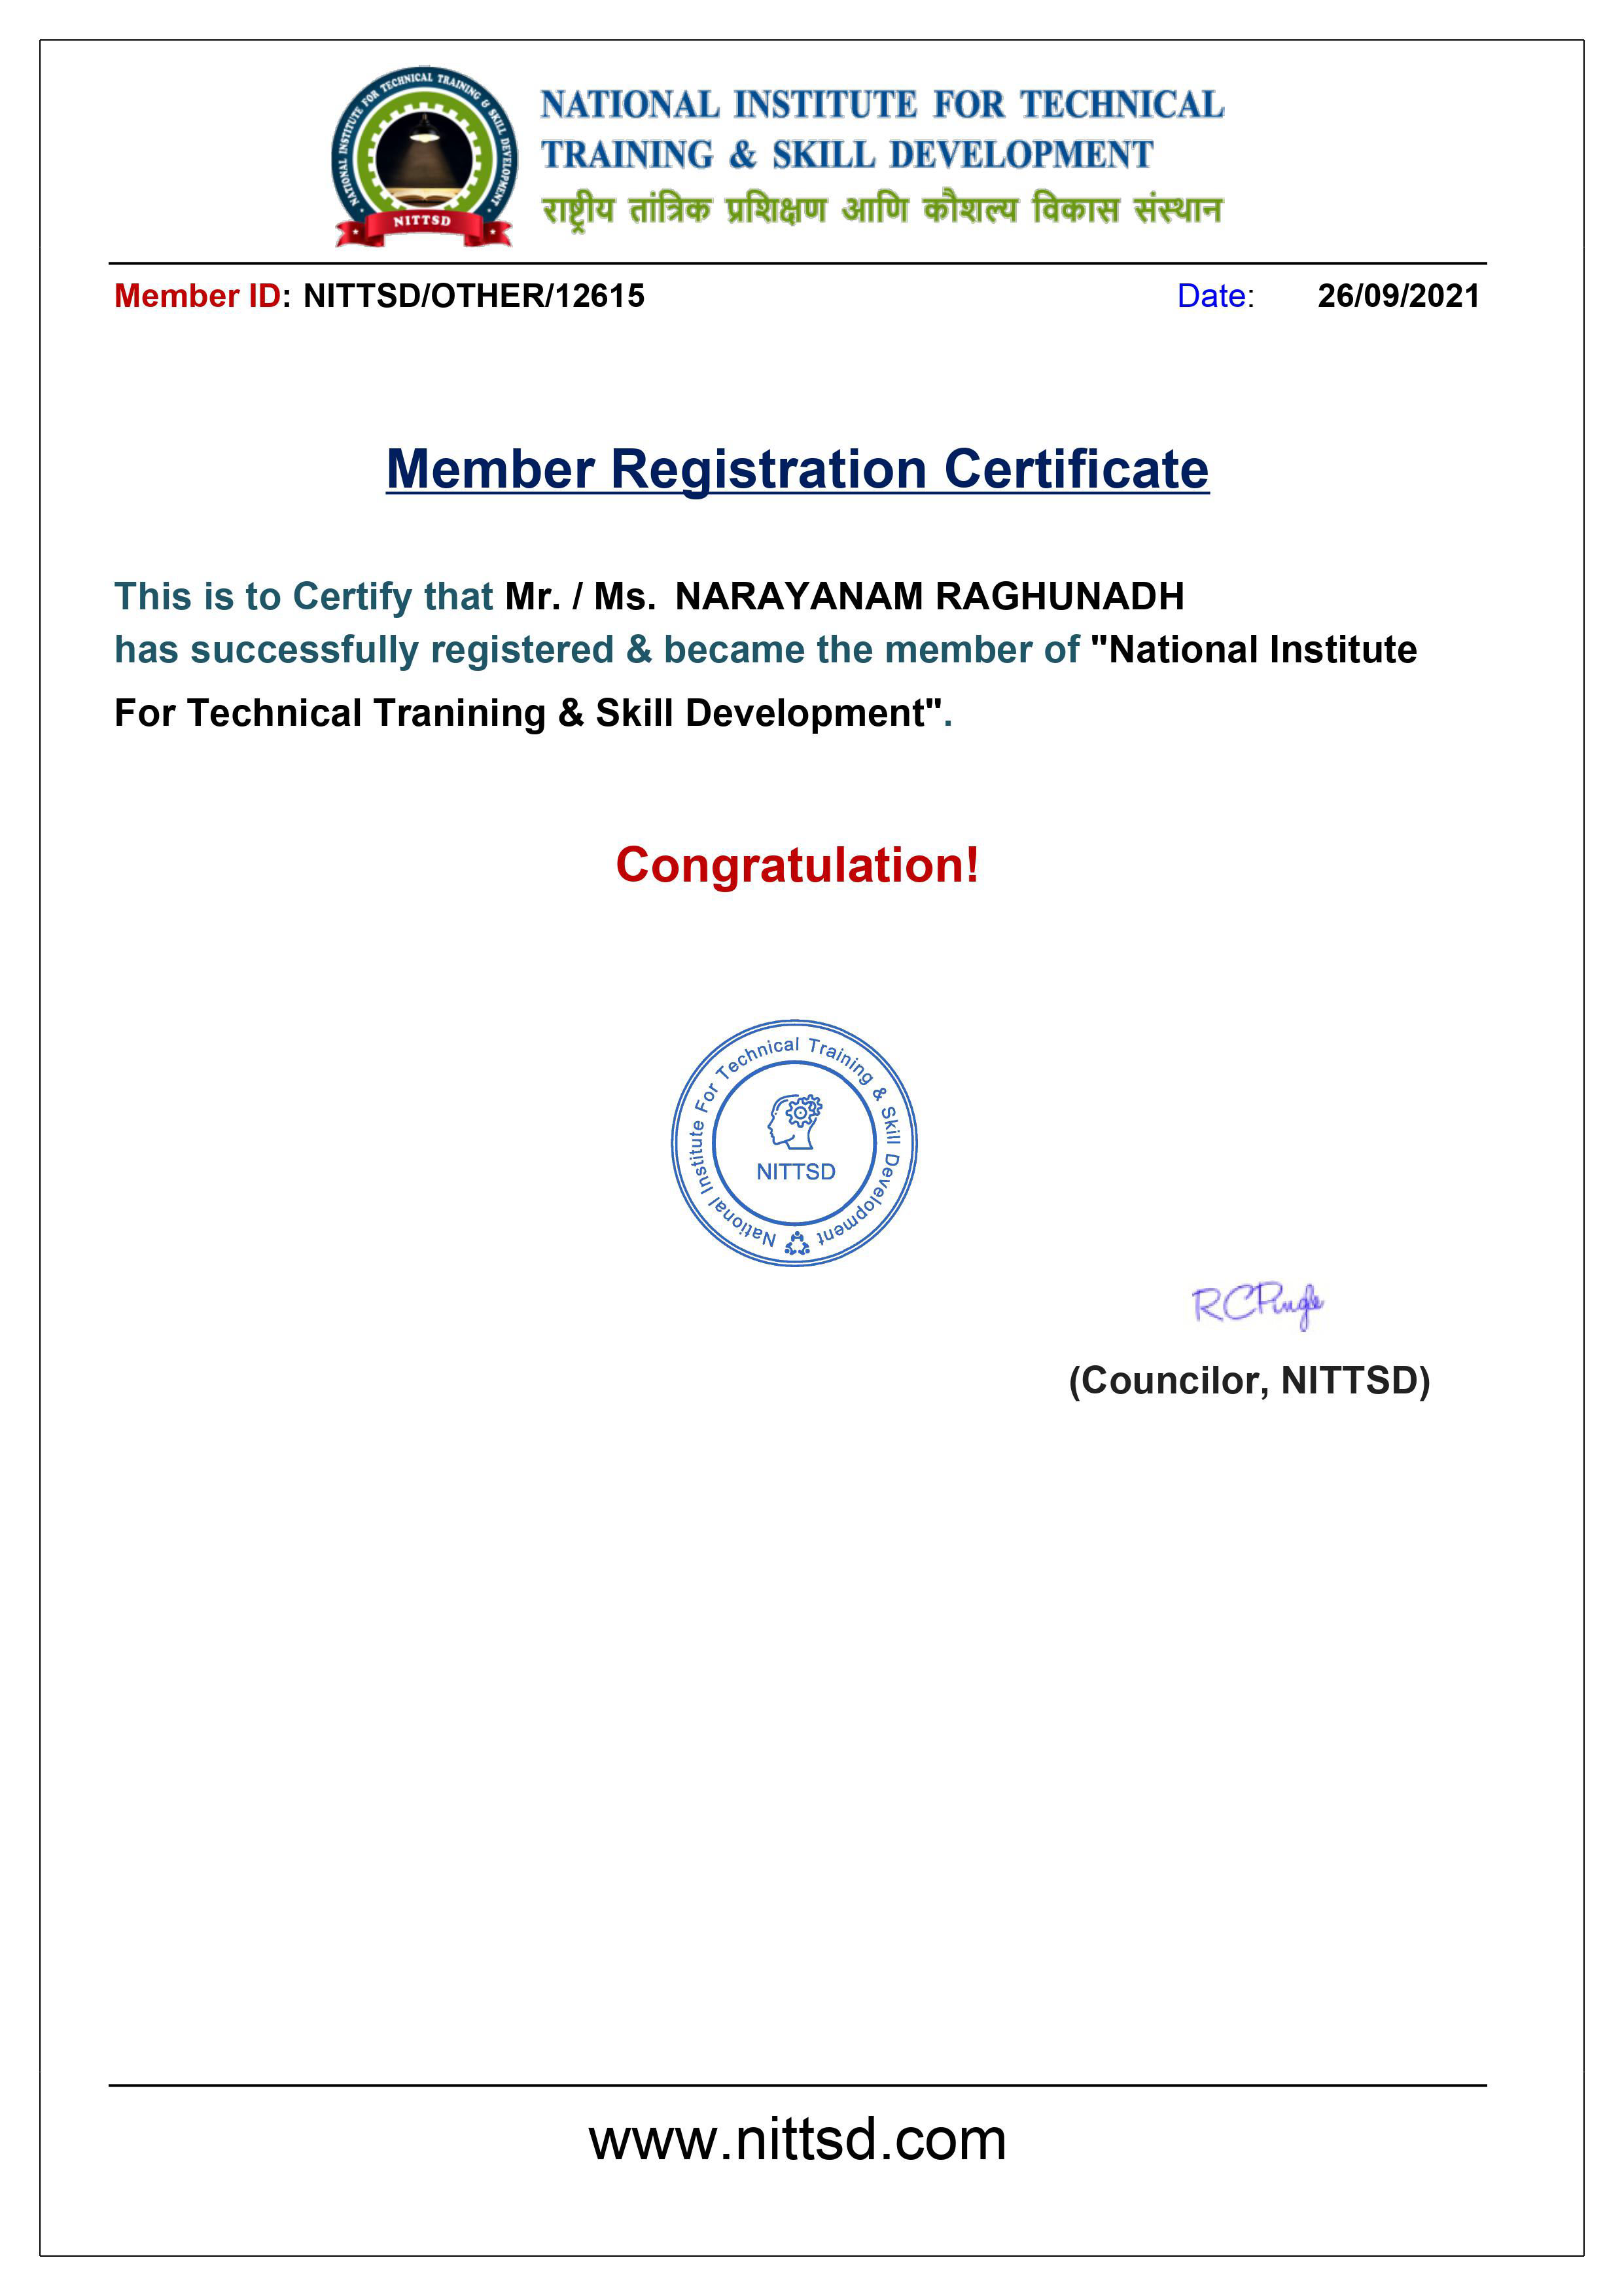 NATIONAL INSTITUTE FOR TECHNICAL TRAINING & SKILL DEVELOPMENT
NITTSD
NATIONAL INSTITUTE FOR TECHNICAL
TRAINING & SKILL DEVELOPMENT
राष्ट्रीय तांत्रिक प्रशिक्षण आणि कौशल्य विकास संस्थान
Member ID: NITTSD/OTHER/12615 Date: 26/09/2021
Member Registration Certificate
This is to Certify that Mr. / Ms. NARAYANAM RAGHUNADH
has successfully registered & became the member of "National Institute
For Technical Tranining & Skill Development".
Congratulation!
National Institute For Technical Training & Skill Development
NITTSD
RCPingle
(Councilor, NITTSD)
www.nittsd.com